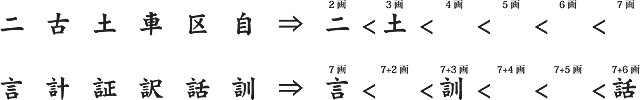 2画 3画 4画 5画 6画 7画
二 古 土 車 区 自 ⇒ 二 < 土 < < < <
7画 7+2画 7+3画 7+4画 7+5画 7+6画
言 計 証 訳 話 訓 ⇒ 言 < < 訓 < < < 話